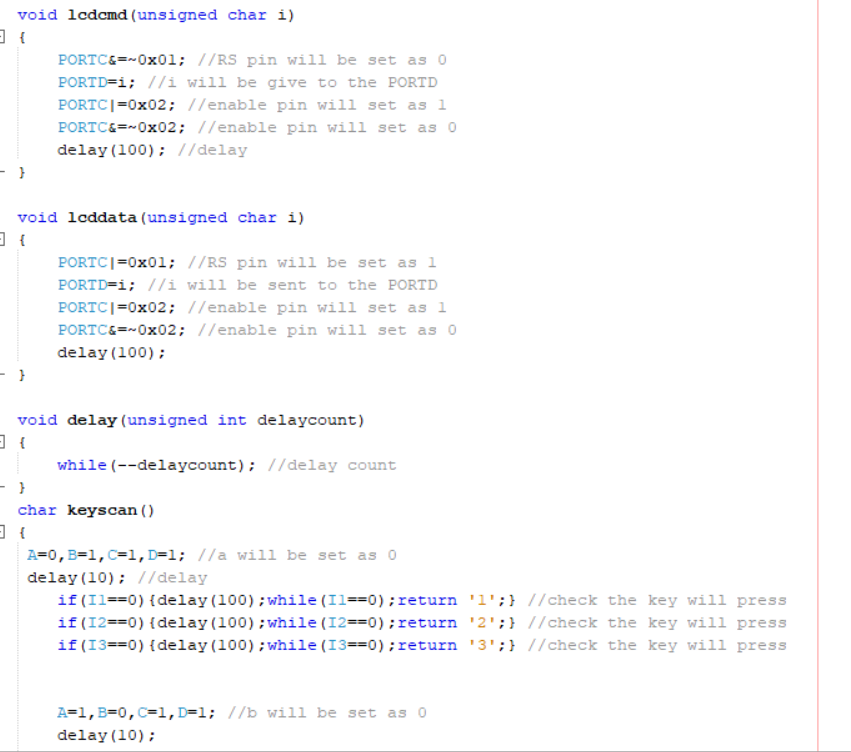 void lcdcmd(unsigned char i)
{
PORTC&=~0x01; //RS pin will be set as 0
PORTD=i; //i will be give to the PORTD
PORTC|=0x02; //enable pin will set as 1
PORTC&=~0x02; //enable pin will set as 0
delay(100); //delay
}
void lcddata(unsigned char i)
{
PORTC|=0x01; //RS pin will be set as 1
PORTD=i; //i will be sent to the PORTD
PORTC|=0x02; //enable pin will set as 1
PORTC&=~0x02; //enable pin will set as 0
delay(100);
}
void delay(unsigned int delaycount)
{
while(--delaycount); //delay count
}
char keyscan()
{
A=0,B=1,C=1,D=1; //a will be set as 0
delay(10); //delay
if(I1==0){delay(100);while(I1==0);return '1';} //check the key will press
if(I2==0){delay(100);while(I2==0);return '2';} //check the key will press
if(I3==0){delay(100);while(I3==0);return '3';} //check the key will press
A=1,B=0,C=1,D=1; //b will be set as 0
delay(10);